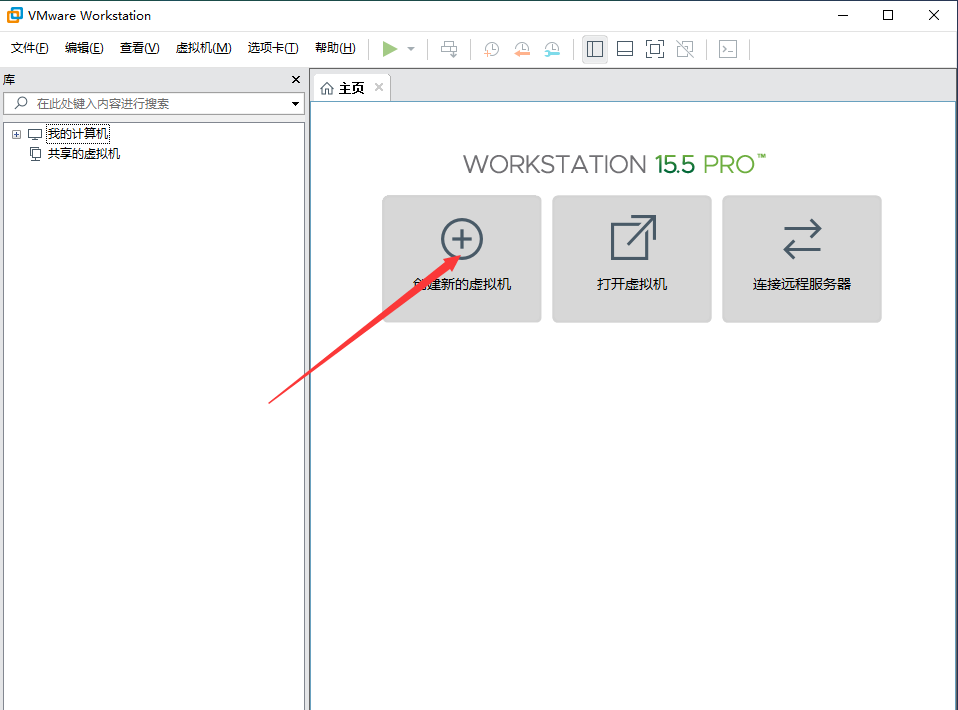 VMware Workstation
文件(F) 编辑(E) 查看(V) 虚拟机(M) 选项卡(T) 帮助(H)
库
主页
在此处键入内容进行搜索
我的计算机
共享的虚拟机
WORKSTATION 15.5 PRO™
创建新的虚拟机
打开虚拟机
连接远程服务器